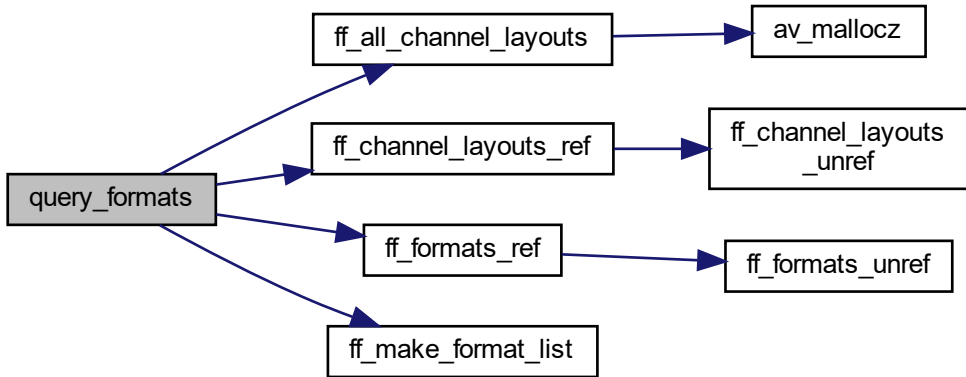 ff_all_channel_layouts
av_mallocz
ff_channel_layouts_ref
ff_channel_layouts
_unref
query_formats
ff_formats_ref
ff_formats_unref
ff_make_format_list